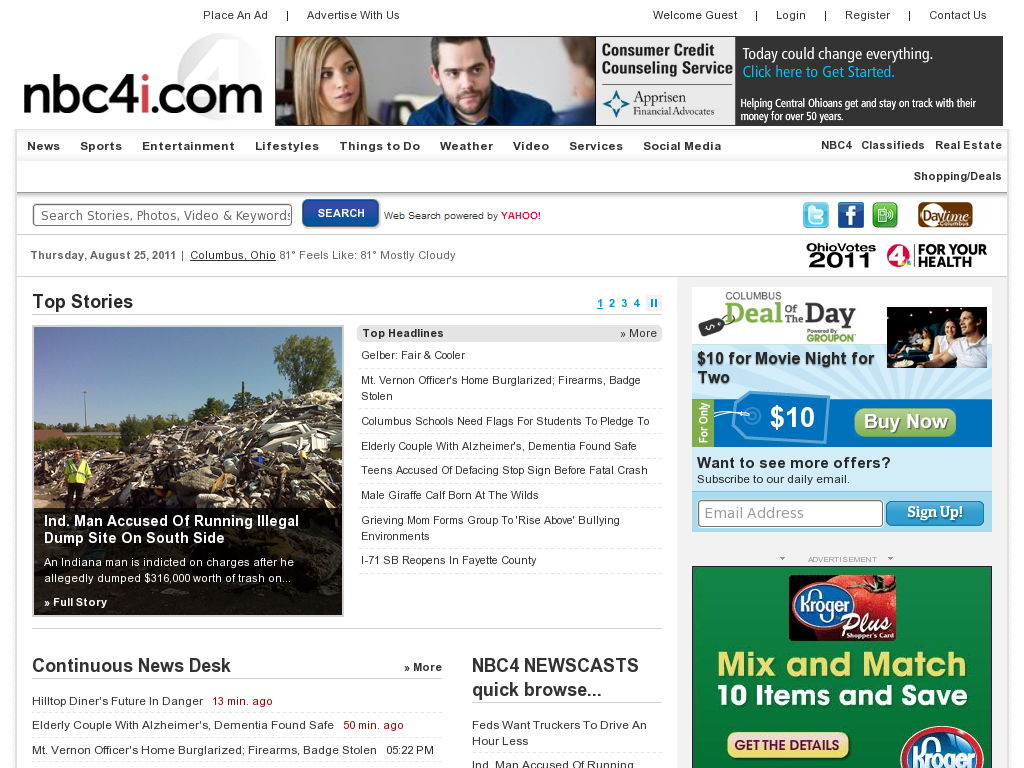 Place An Ad | Advertise With Us
Welcome Guest | Login | Register | Contact Us
nbc4i.com
Consumer Credit
Counseling Service
Apprisen
Financial Advocates
Today could change everything.
Click here to Get Started.
Helping Central Ohioans get and stay on track with their
money for over 50 years.
News Sports Entertainment Lifestyles Things to Do Weather Video Services Social Media NBC4 Classifieds Real Estate
Shopping/Deals
Search Stories, Photos, Video & Keywords
SEARCH
Web Search powered by YAHOO!
Daytime
Columbus
Thursday, August 25, 2011 | Columbus, Ohio 81° Feels Like: 81° Mostly Cloudy
OhioVotes
2011
4
FOR YOUR
HEALTH
Top Stories
1 2 3 4
Ind. Man Accused Of Running Illegal
Dump Site On South Side
An Indiana man is indicted on charges after he
allegedly dumped $316,000 worth of trash on...
» Full Story
Top Headlines » More
Gelber: Fair & Cooler
Mt. Vernon Officer's Home Burglarized; Firearms, Badge
Stolen
Columbus Schools Need Flags For Students To Pledge To
Elderly Couple With Alzheimer's, Dementia Found Safe
Teens Accused Of Defacing Stop Sign Before Fatal Crash
Male Giraffe Calf Born At The Wilds
Grieving Mom Forms Group To 'Rise Above' Bullying
Environments
I-71 SB Reopens In Fayette County
COLUMBUS
Deal Of The Day
Powered By
GROUPON
$10 for Movie Night for
Two
For Only
$10
Buy Now
Want to see more offers?
Subscribe to our daily email.
Email Address
Sign Up!
ADVERTISEMENT
Kroger
Plus
Shopper's Card
Mix and Match
10 Items and Save
GET THE DETAILS
Kroger
Continuous News Desk » More
Hilltop Diner's Future In Danger 13 min. ago
Elderly Couple With Alzheimer's, Dementia Found Safe 50 min. ago
Mt. Vernon Officer's Home Burglarized; Firearms, Badge Stolen 05:22 PM
NBC4 NEWSCASTS
quick browse...
Feds Want Truckers To Drive An
Hour Less
Ind. Man Accused Of Running